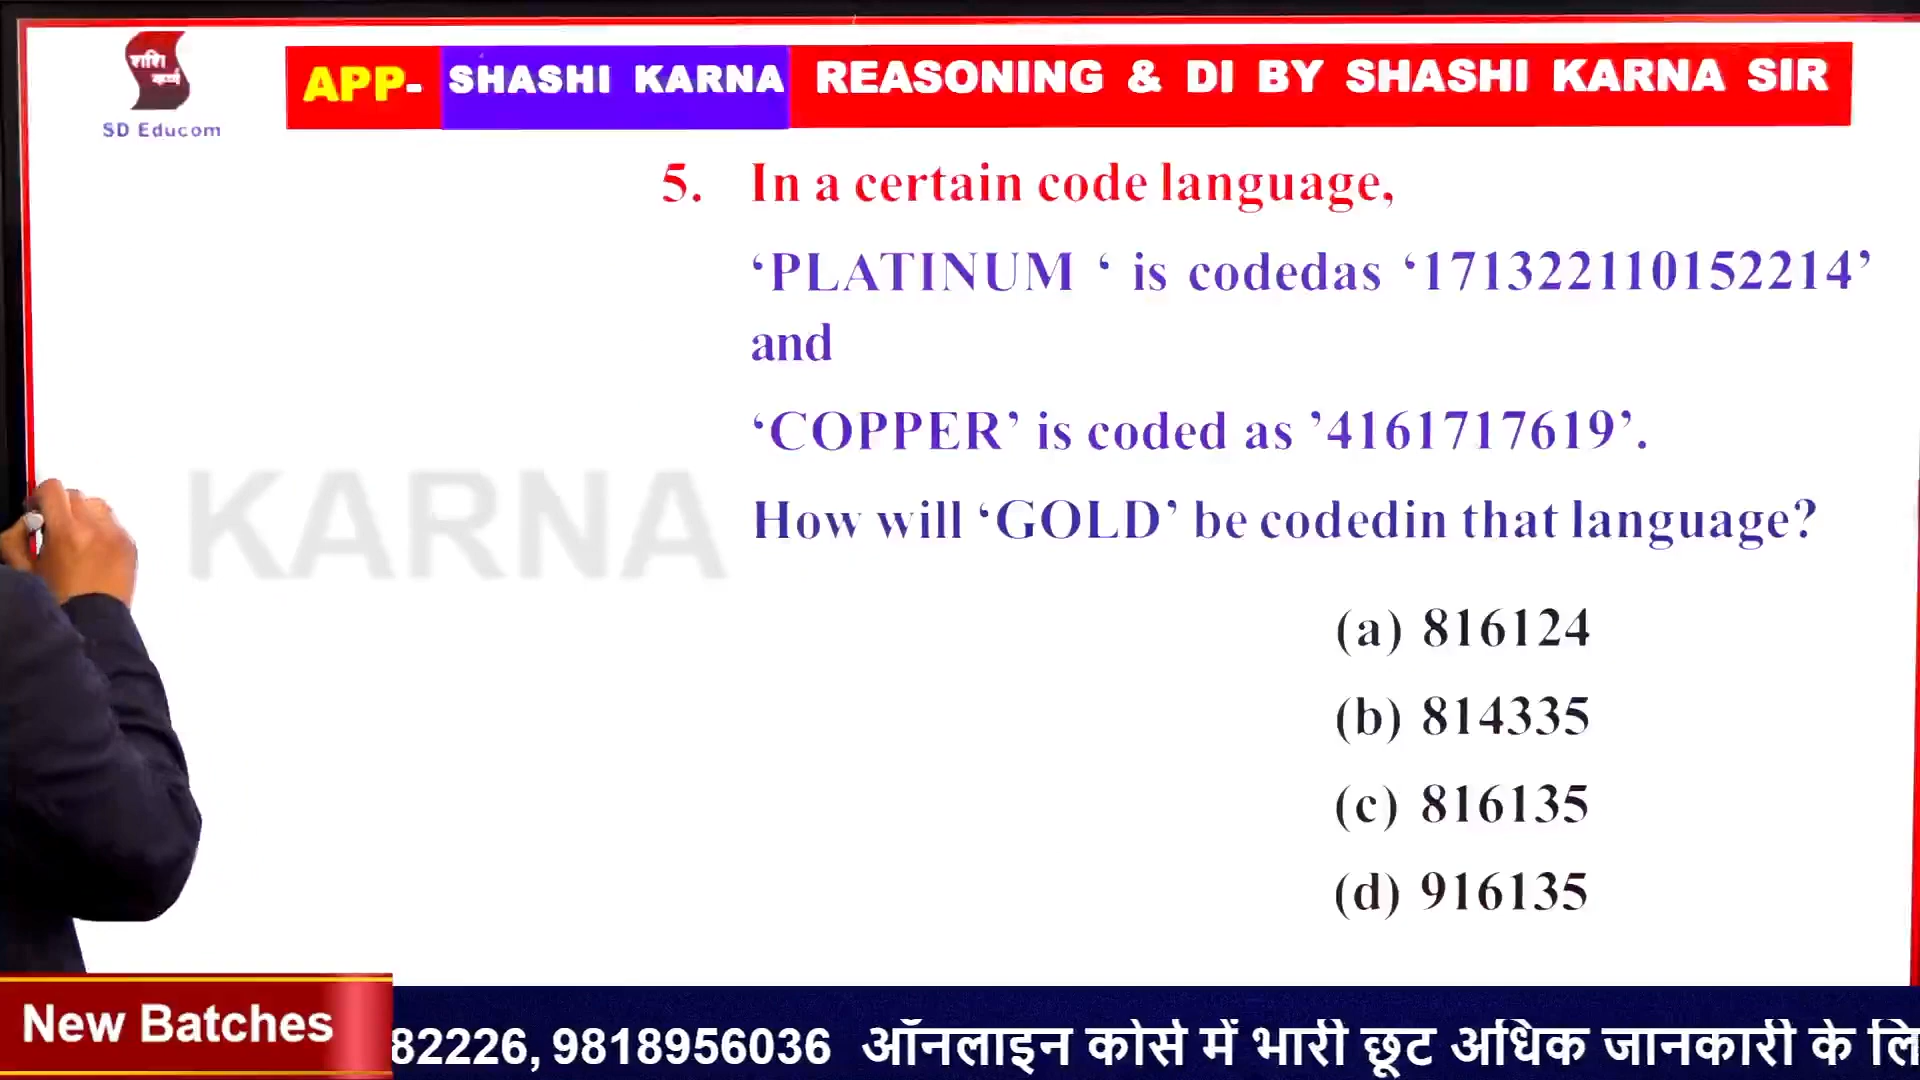 शशि
कर्ण
SD Educom
APP- SHASHI KARNA REASONING & DI BY SHASHI KARNA SIR
5. In a certain code language,
‘PLATINUM ‘ is codedas ‘171322110152214’
and
‘COPPER’ is coded as ’4161717619’.
KARNA
How will ‘GOLD’ be codedin that language?
(a) 816124
(b) 814335
(c) 816135
(d) 916135
New Batches
82226, 9818956036 ऑनलाइन कोर्स में भारी छूट अधिक जानकारी के लि